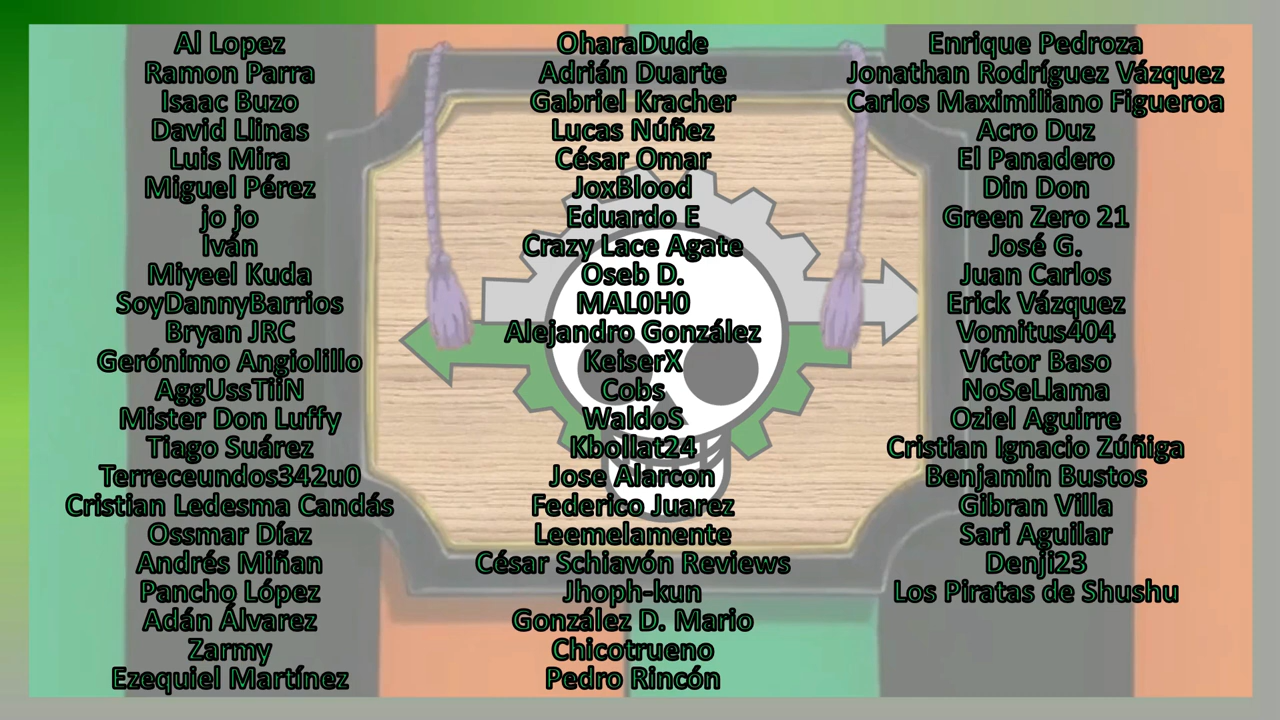 Al Lopez
Ramon Parra
Isaac Buzo
David Llinas
Luis Mira
Miguel Pérez
jo jo
Iván
Miyeel Kuda
SoyDannyBarrios
Bryan JRC
Gerónimo Angiolillo
AggUssTiiN
Mister Don Luffy
Tiago Suárez
Terreceundos342u0
Cristian Ledesma Candás
Ossmar Díaz
Andrés Miñan
Pancho López
Adán Álvarez
Zarmy
Ezequiel Martínez
OharaDude
Adrián Duarte
Gabriel Kracher
Lucas Núñez
César Omar
JoxBlood
Eduardo E
Crazy Lace Agate
Oseb D.
MAL0H0
Alejandro González
KeiserX
Cobs
WaldoS
Kbollat24
Jose Alarcon
Federico Juarez
Leemelamente
César Schiavón Reviews
Jhoph-kun
González D. Mario
Chicotrueno
Pedro Rincón
Enrique Pedroza
Jonathan Rodríguez Vázquez
Carlos Maximiliano Figueroa
Acro Duz
El Panadero
Din Don
Green Zero 21
José G.
Juan Carlos
Erick Vázquez
Vomitus404
Víctor Baso
NoSeLlama
Oziel Aguirre
Cristian Ignacio Zúñiga
Benjamin Bustos
Gibran Villa
Sari Aguilar
Denji23
Los Piratas de Shushu